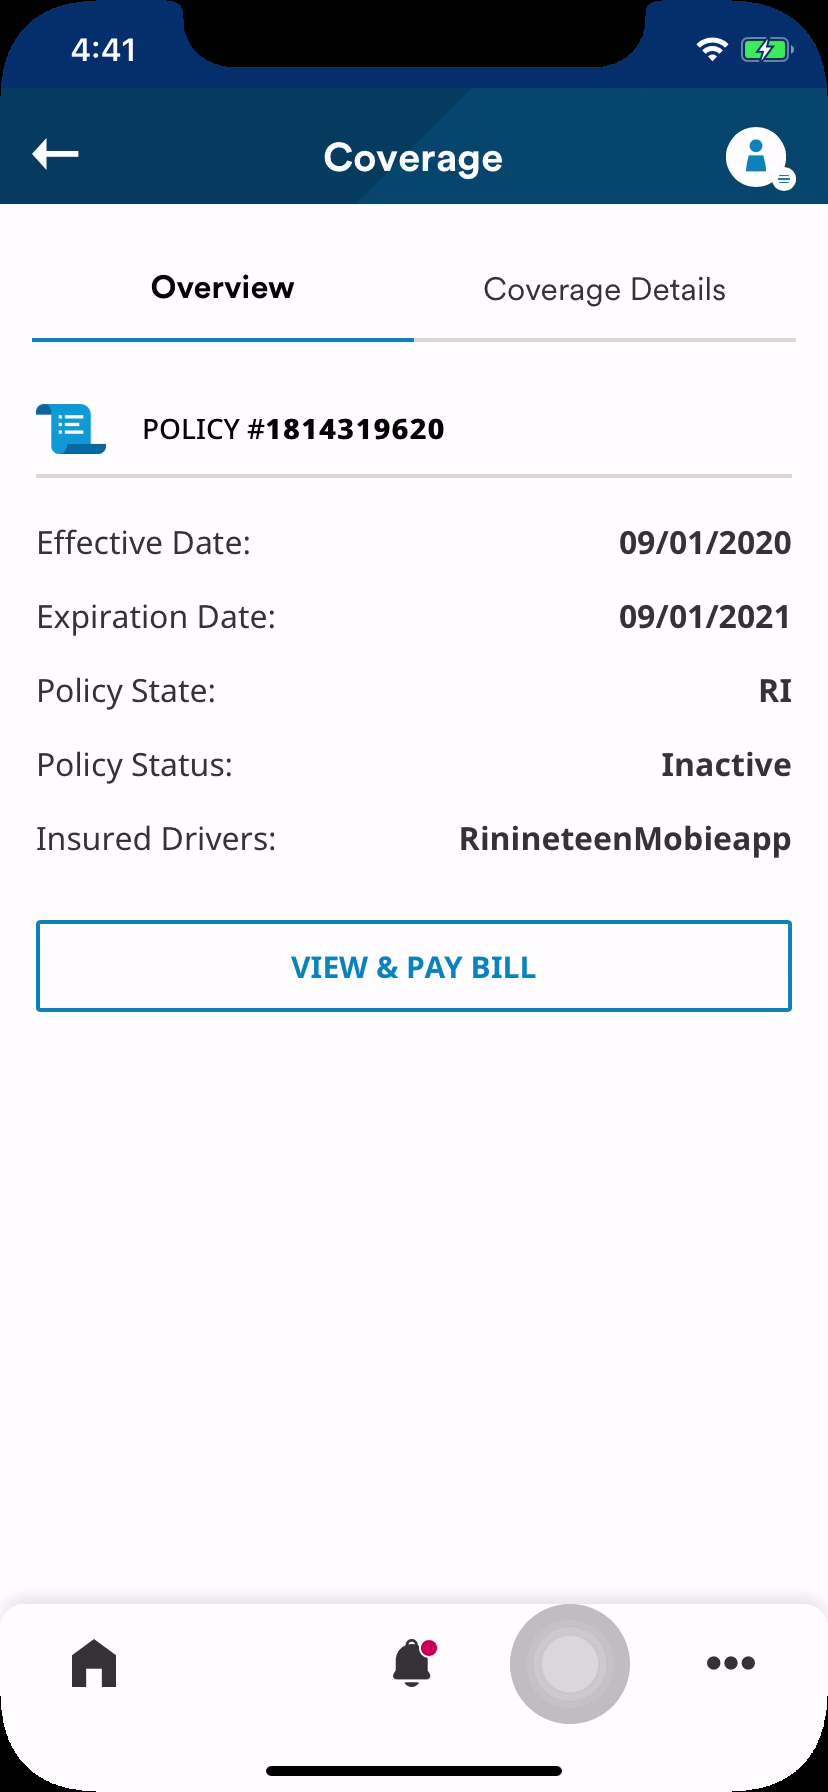 4:41
Coverage
Overview
Coverage Details
POLICY #1814319620
Effective Date: 09/01/2020
Expiration Date: 09/01/2021
Policy State: RI
Policy Status: Inactive
Insured Drivers: RinineteenMobieapp
VIEW & PAY BILL